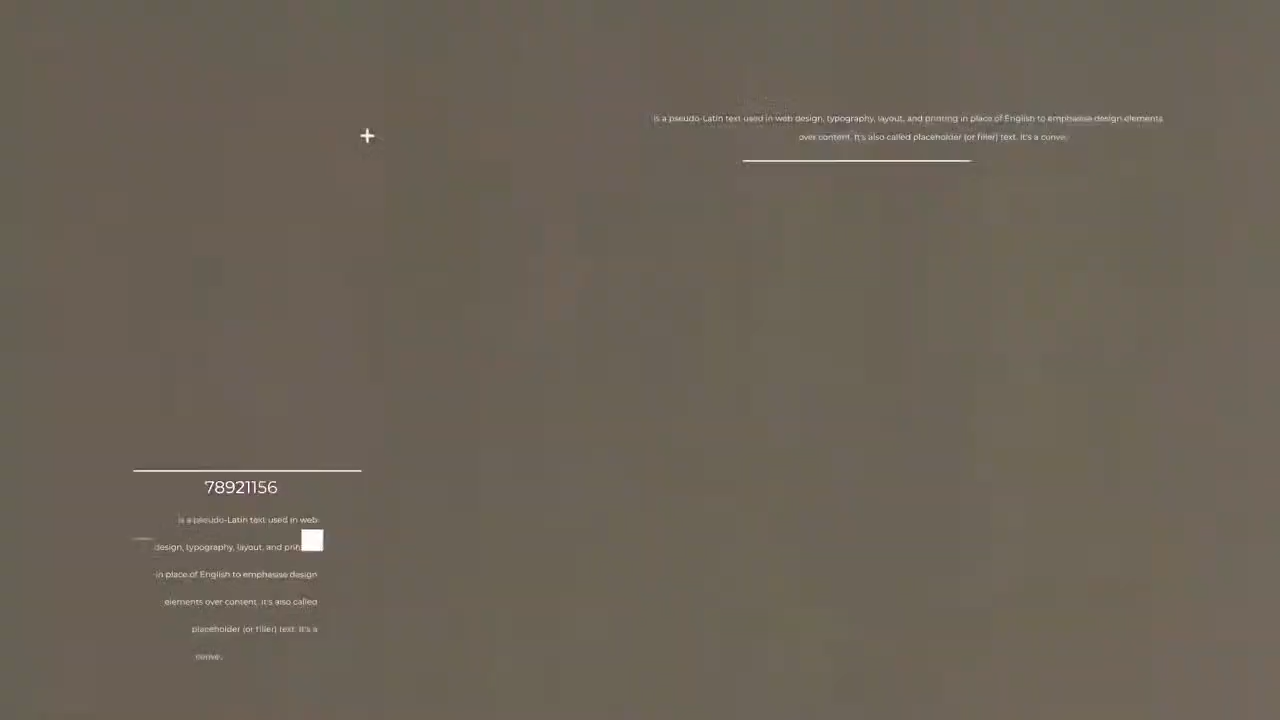 is a pseudo-Latin text used in web design, typography, layout, and printing in place of English to emphasise design elements
over content. It's also called placeholder (or filler) text. It's a conve.
78921156
is a pseudo-Latin text used in web
design, typography, layout, and
in place of English to emphasise design
elements over content. It's also called
placeholder (or filler) text. It's a
conve.